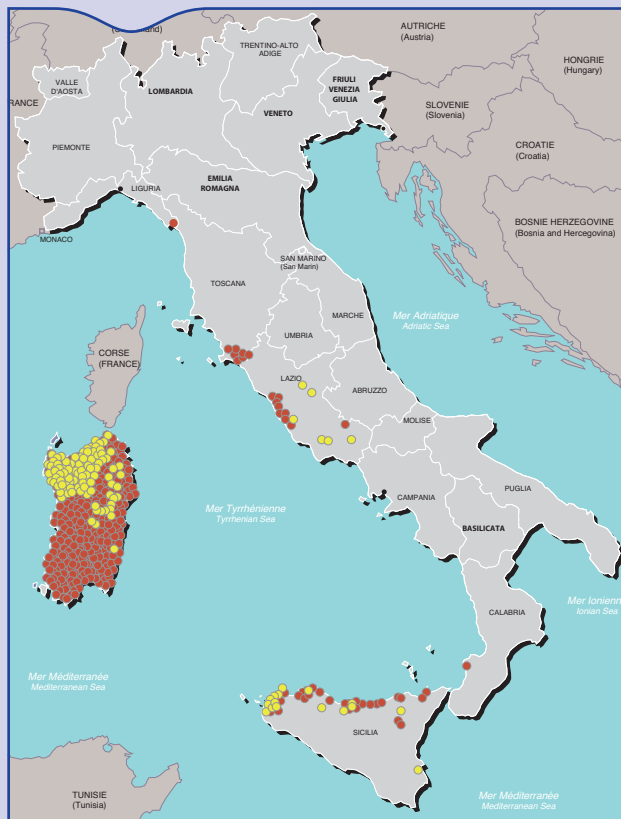 AUTRICHE
(Austria)
TRENTINO-ALTO
ADIGE
HONGRIE
(Hungary)
VALLE
D'AOSTA
LOMBARDIA
FRIULI
VENEZIA
GIULIA
SLOVENIE
(Slovenia)
VENETO
PIEMONTE
CROATIE
(Croatia)
EMILIA
ROMAGNA
LIGURIA
BOSNIE HERZEGOVINE
(Bosnia and Hercegovina)
MONACO
SAN MARINO
(San Marin)
TOSCANA
MARCHE
Mer Adriatique
Adriatic Sea
UMBRIA
CORSE
(FRANCE)
LAZIO
ABRUZZO
MOLISE
PUGLIA
CAMPANIA
Mer Tyrrhénienne
Tyrrhenian Sea
BASILICATA
CALABRIA
Mer Ionienn
Ionian Sea
Mer Méditerranée
Mediterranean Sea
SICILIA
TUNISIE
(Tunisia)
Mer Méditerranée
Mediterranean Sea